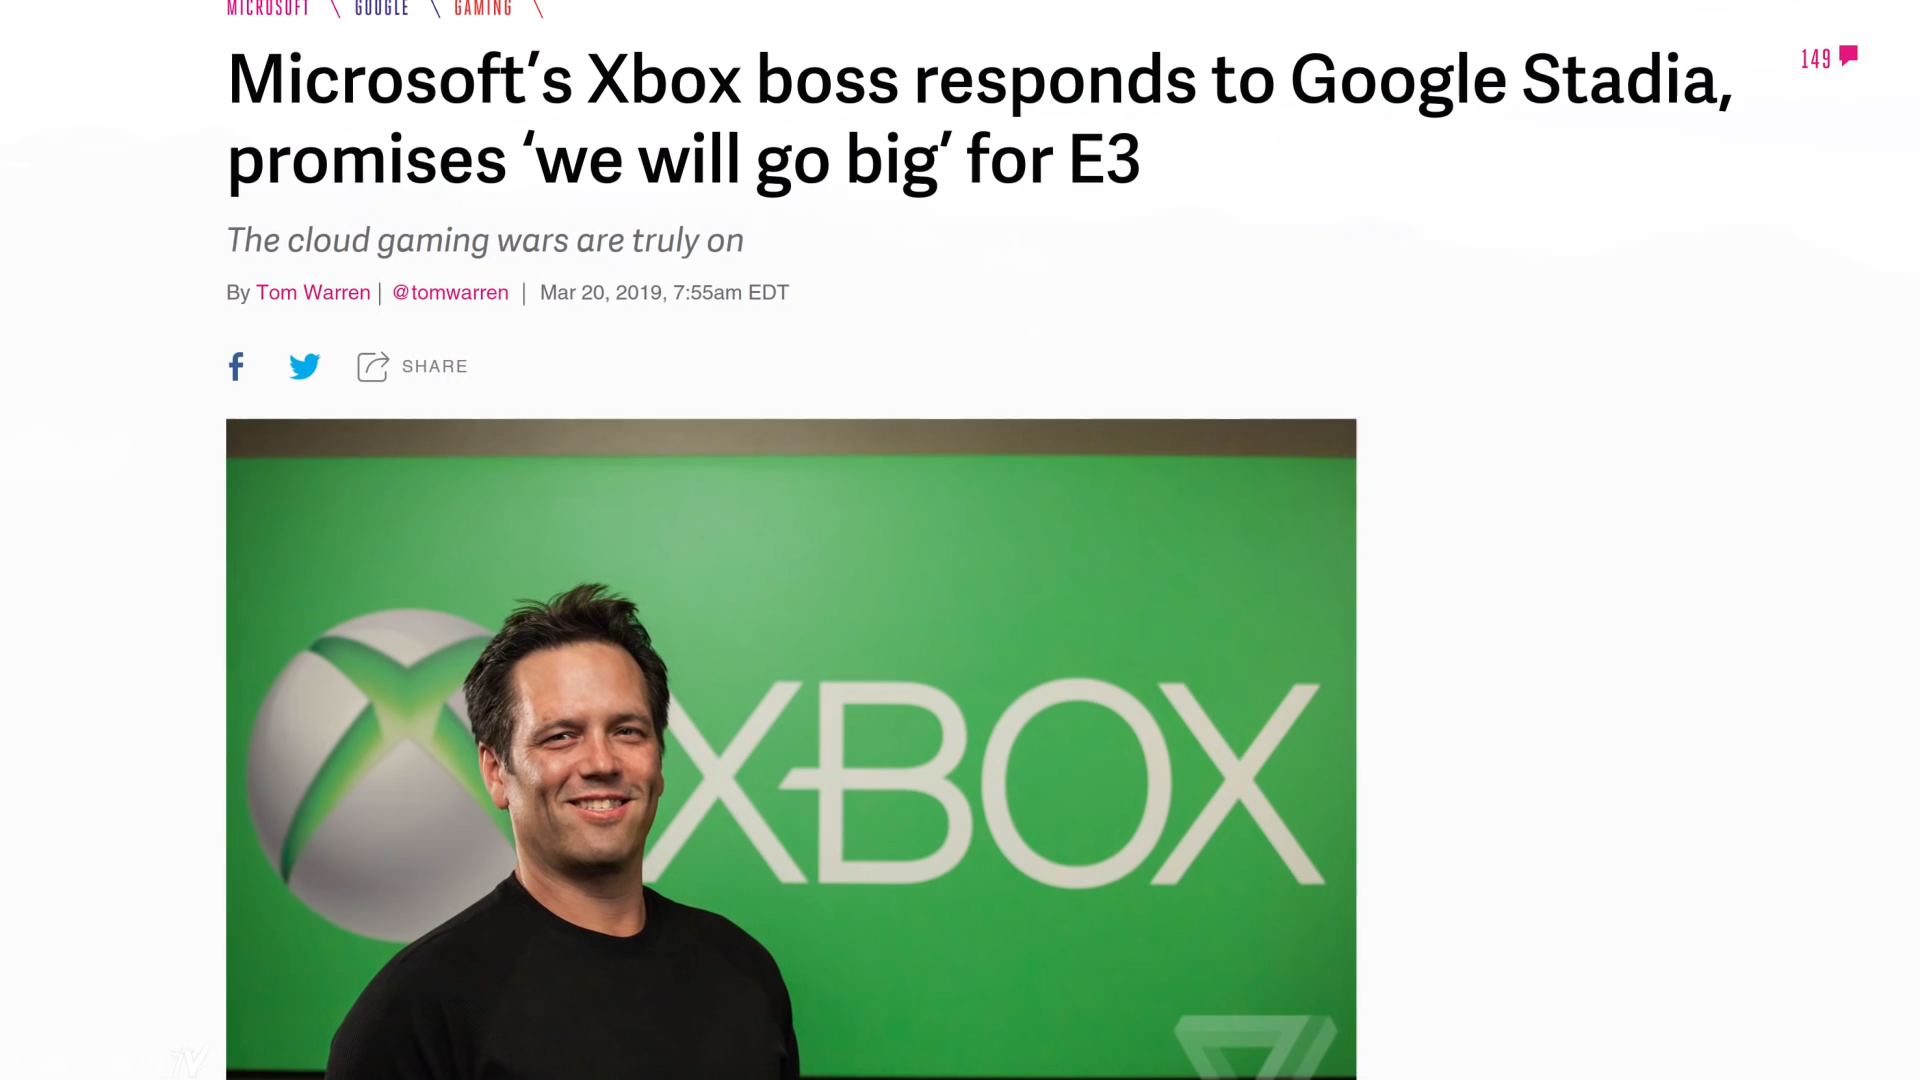 MICROSOFT \ GOOGLE \ GAMING \
Microsoft’s Xbox boss responds to Google Stadia,
promises ‘we will go big’ for E3
149
The cloud gaming wars are truly on
By Tom Warren | @tomwarren | Mar 20, 2019, 7:55am EDT
SHARE
XBOX
TV